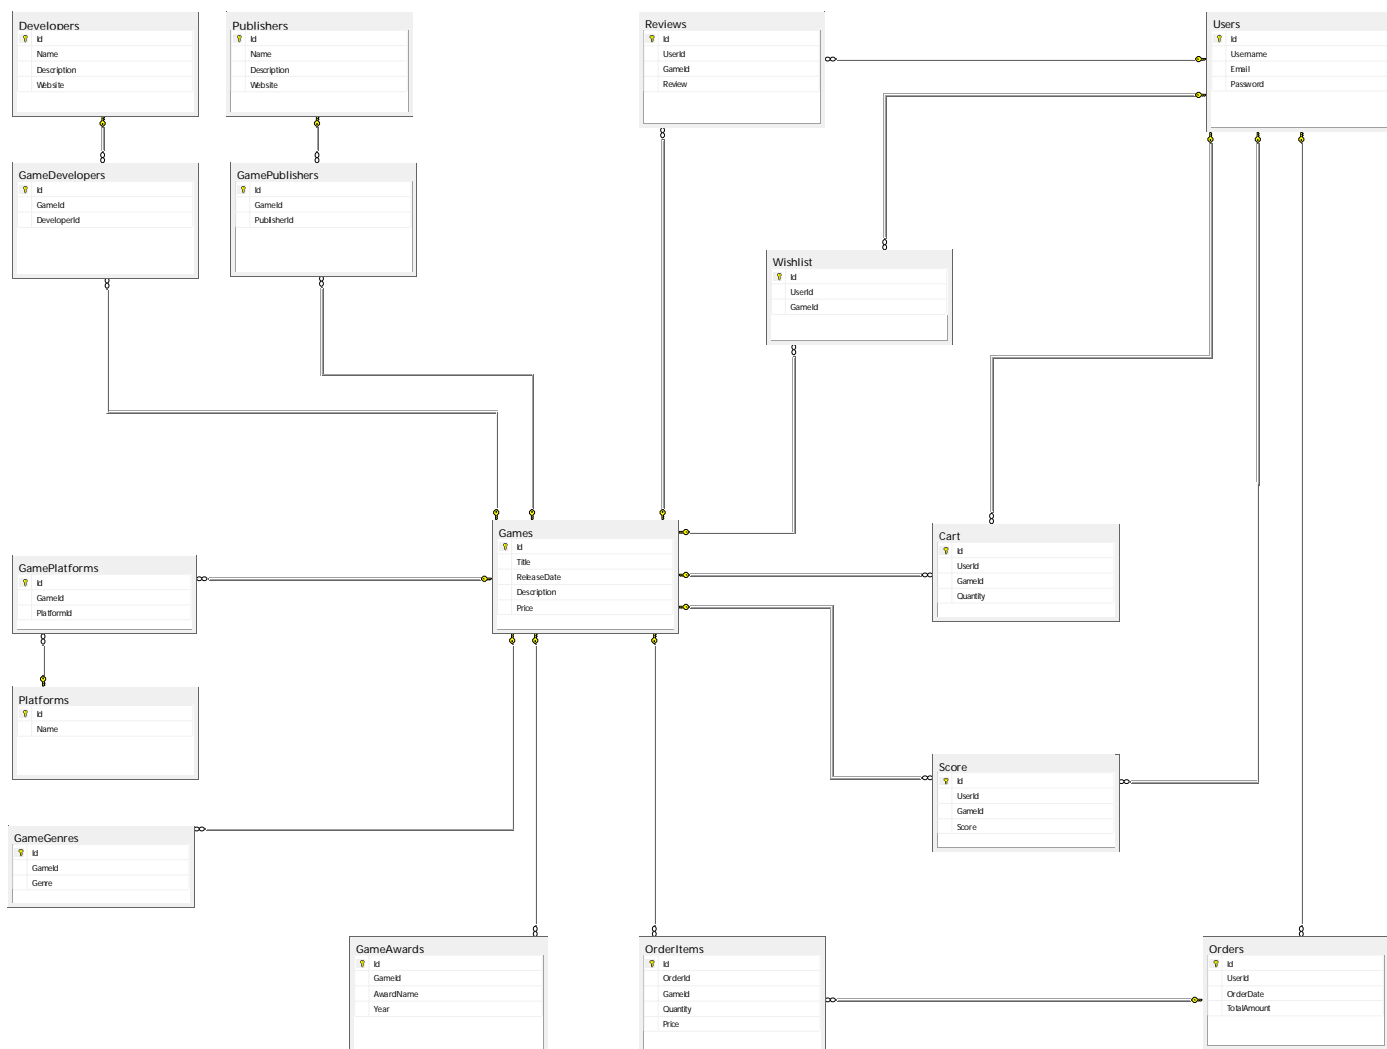 Developers
Id
Name
Description
Website
Publishers
Id
Name
Description
Website
Reviews
Id
UserId
GameId
Review
Users
Id
Username
Email
Password
GameDevelopers
Id
GameId
DeveloperId
GamePublishers
Id
GameId
PublisherId
Wishlist
Id
UserId
GameId
Games
Id
Title
ReleaseDate
Description
Price
Cart
Id
UserId
GameId
Quantity
GamePlatforms
Id
GameId
PlatformId
Platforms
Id
Name
Score
Id
UserId
GameId
Score
GameGenres
Id
GameId
Genre
GameAwards
Id
GameId
AwardName
Year
OrderItems
Id
OrderId
GameId
Quantity
Price
Orders
Id
UserId
OrderDate
TotalAmount